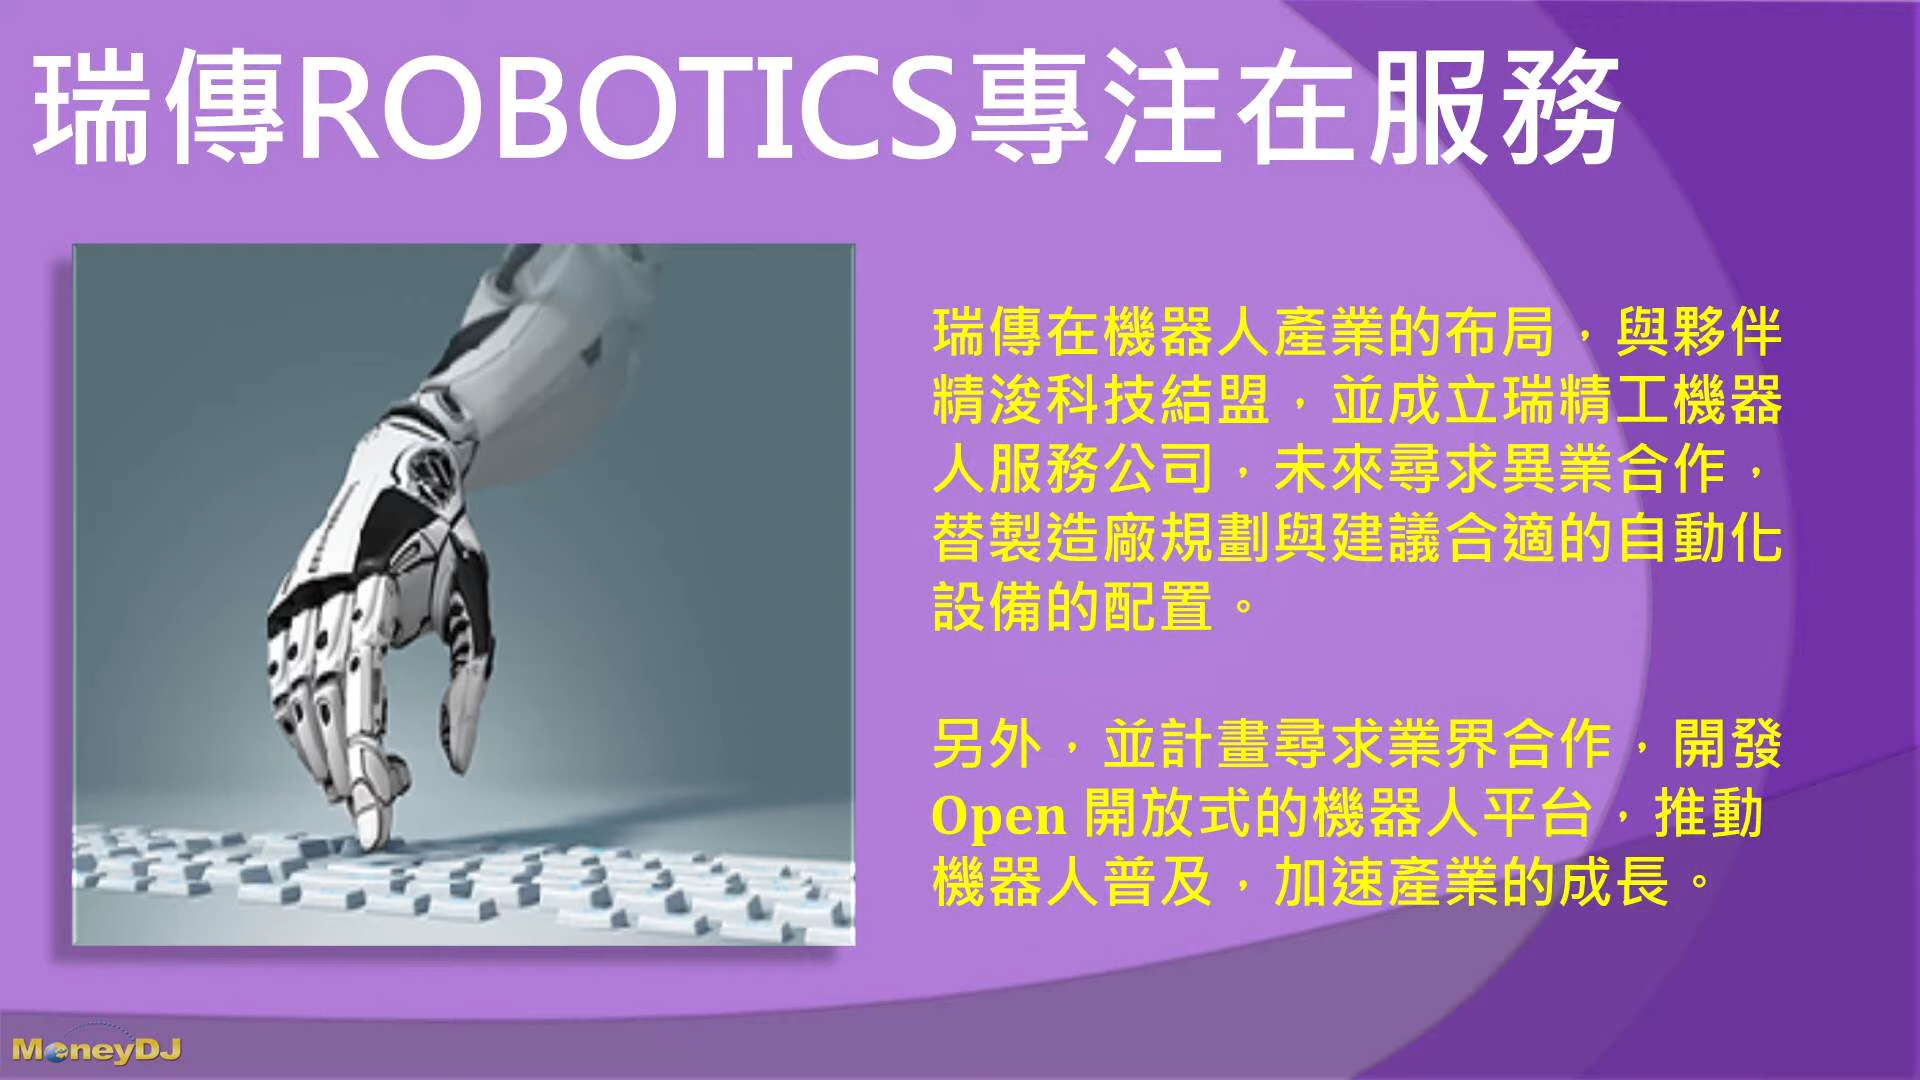 瑞傳ROBOTICS專注在服務
瑞傳在機器人產業的布局，與夥伴
精浚科技結盟，並成立瑞精工機器
人服務公司，未來尋求異業合作，
替製造廠規劃與建議合適的自動化
設備的配置。
另外，並計畫尋求業界合作，開發
Open 開放式的機器人平台，推動
機器人普及，加速產業的成長。
MoneyDJ